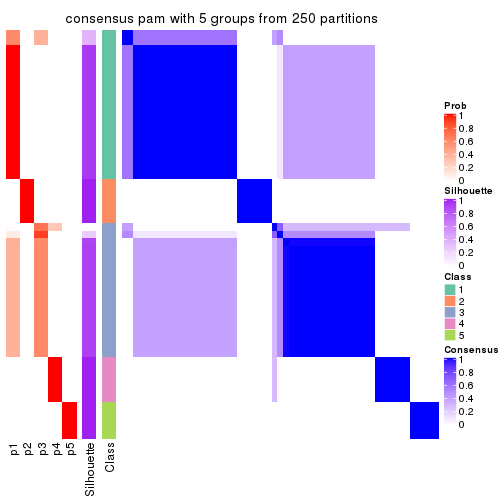 consensus pam with 5 groups from 250 partitions
Prob
1
0.8
0.6
0.4
0.2
0
Silhouette
1
0.8
0.6
0.4
0.2
0
Class
1
2
3
4
5
Consensus
1
0.8
0.6
0.4
0.2
0
p1
p2
p3
p4
p5
Silhouette
Class